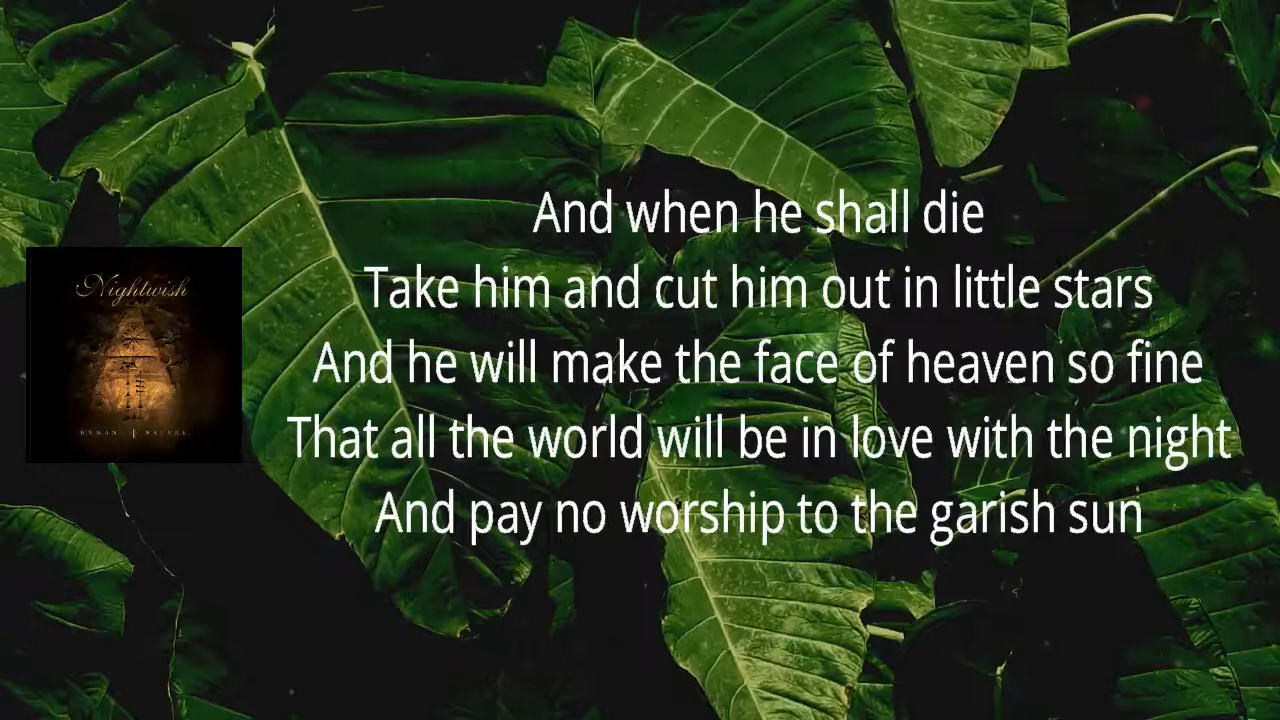 Nightwish
HVMAN :||: NATVRE.
And when he shall die
Take him and cut him out in little stars
And he will make the face of heaven so fine
That all the world will be in love with the night
And pay no worship to the garish sun